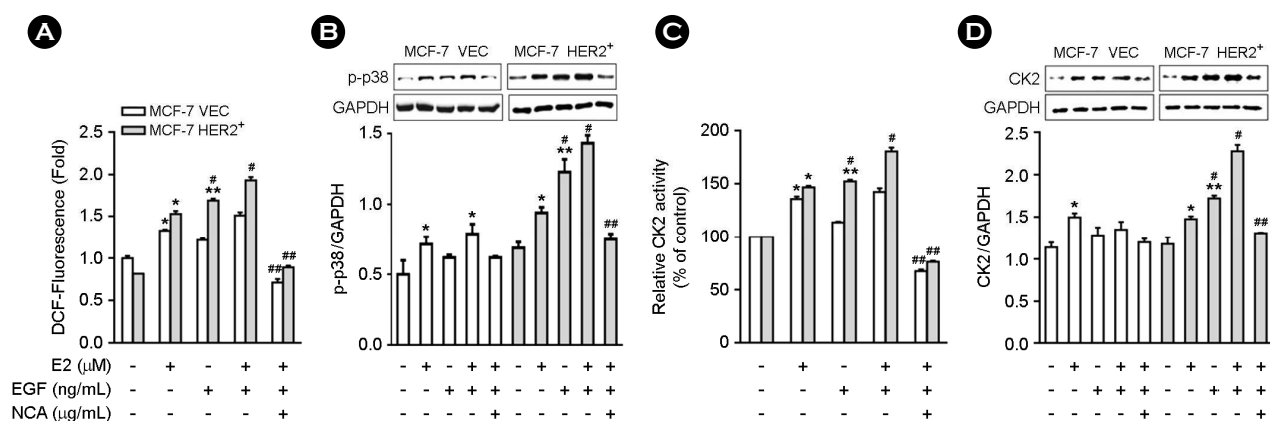 A
B
C
D
MCF-7 VEC MCF-7 HER2+
p-p38
GAPDH
MCF-7 VEC MCF-7 HER2+
CK2
GAPDH
MCF-7 VEC
MCF-7 HER2+
DCF-Fluorescence (Fold)
2.5
2.0
1.5
1.0
0.5
0.0
* * # ** # ## ##
p-p38/GAPDH
1.5
1.0
0.5
0.0
* * * # ** # ##
Relative CK2 activity
(% of control)
200
150
100
50
0
* * # ** # ## ##
CK2/GAPDH
2.5
2.0
1.5
1.0
0.5
0.0
* * # ** # ##
E2 (μM) - + - + + - + - + + - + - + + - + - + + - + - + + - + - + +
EGF (ng/mL) - - + + + - - + + + - - + + + - - + + + - - + + + - - + + +
NCA (μg/mL) - - - - + - - - - + - - - - + - - - - + - - - - + - - - - +